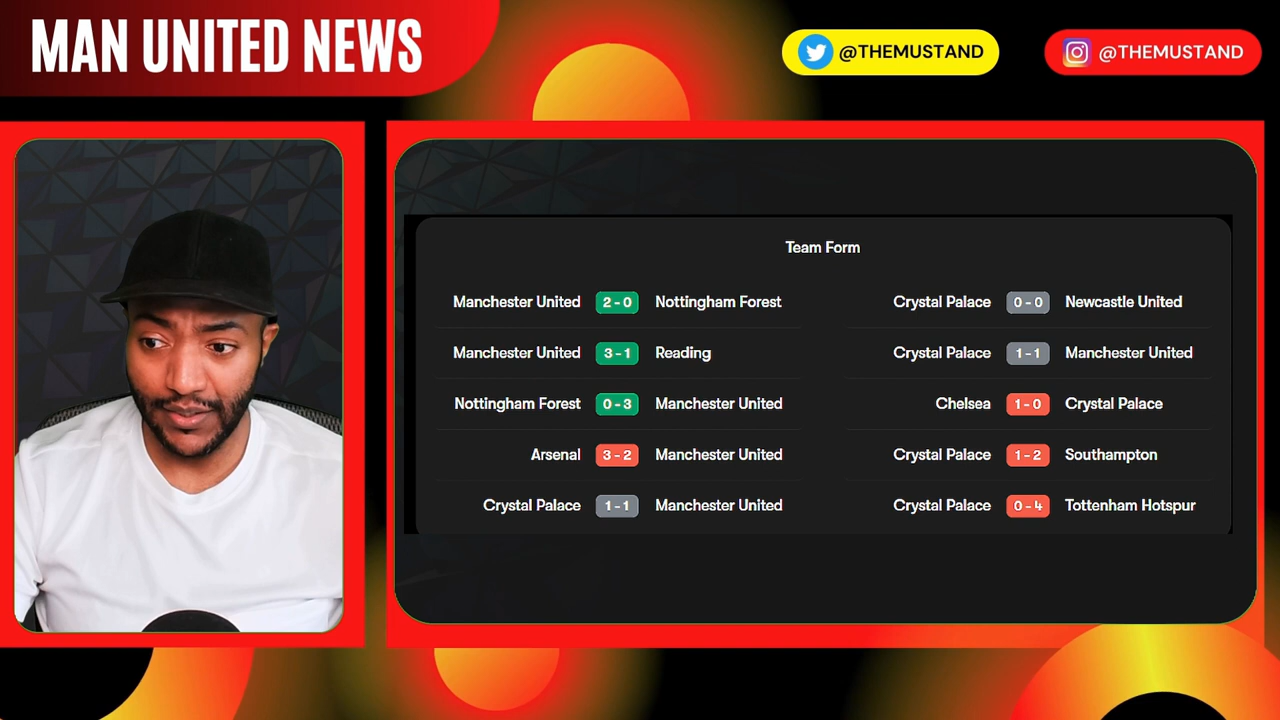 MAN UNITED NEWS
@THEMUSTAND
@THEMUSTAND
Team Form
Manchester United 2 - 0 Nottingham Forest
Crystal Palace 0 - 0 Newcastle United
Manchester United 3 - 1 Reading
Crystal Palace 1 - 1 Manchester United
Nottingham Forest 0 - 3 Manchester United
Chelsea 1 - 0 Crystal Palace
Arsenal 3 - 2 Manchester United
Crystal Palace 1 - 2 Southampton
Crystal Palace 1 - 1 Manchester United
Crystal Palace 0 - 4 Tottenham Hotspur